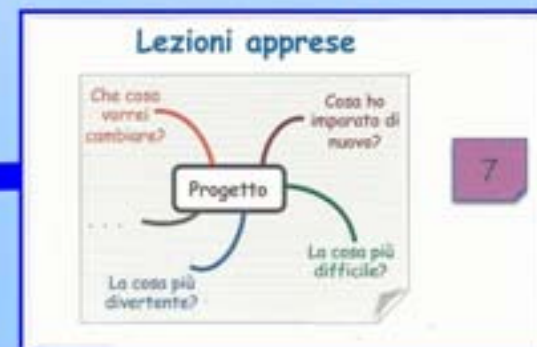 Lezioni apprese
Che cosa
vorrei
cambiare?
Cosa ho
imparato di
nuovo?
7
Progetto
. . .
La cosa più
difficile?
La cosa più
divertente?